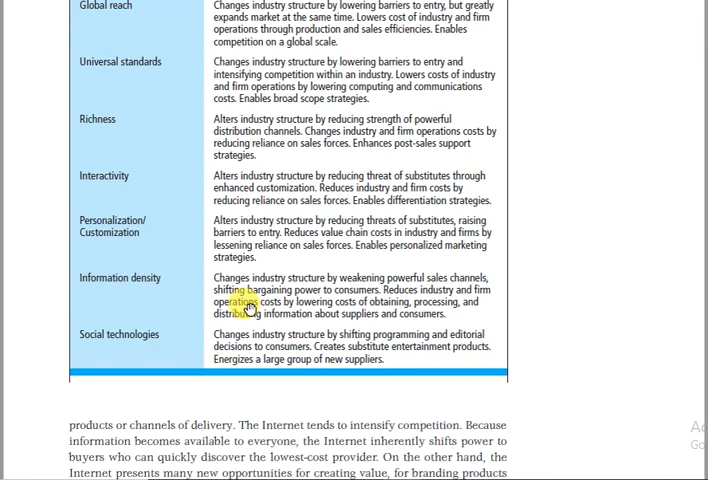 Global reach
Changes industry structure by lowering barriers to entry, but greatly
expands market at the same time. Lowers cost of industry and firm
operations through production and sales efficiencies. Enables
competition on a global scale.
Universal standards
Changes industry structure by lowering barriers to entry and
intensifying competition within an industry. Lowers costs of industry
and firm operations by lowering computing and communications
costs. Enables broad scope strategies.
Richness
Alters industry structure by reducing strength of powerful
distribution channels. Changes industry and firm operations costs by
reducing reliance on sales forces. Enhances post-sales support
strategies.
Interactivity
Alters industry structure by reducing threat of substitutes through
enhanced customization. Reduces industry and firm costs by
reducing reliance on sales forces. Enables differentiation strategies.
Personalization/
Customization
Alters industry structure by reducing threats of substitutes, raising
barriers to entry. Reduces value chain costs in industry and firms by
lessening reliance on sales forces. Enables personalized marketing
strategies.
Information density
Changes industry structure by weakening powerful sales channels,
shifting bargaining power to consumers. Reduces industry and firm
operations costs by lowering costs of obtaining, processing, and
distributing information about suppliers and consumers.
Social technologies
Changes industry structure by shifting programming and editorial
decisions to consumers. Creates substitute entertainment products.
Energizes a large group of new suppliers.
products or channels of delivery. The Internet tends to intensify competition. Because
information becomes available to everyone, the Internet inherently shifts power to
buyers who can quickly discover the lowest-cost provider. On the other hand, the
Internet presents many new opportunities for creating value, for branding products